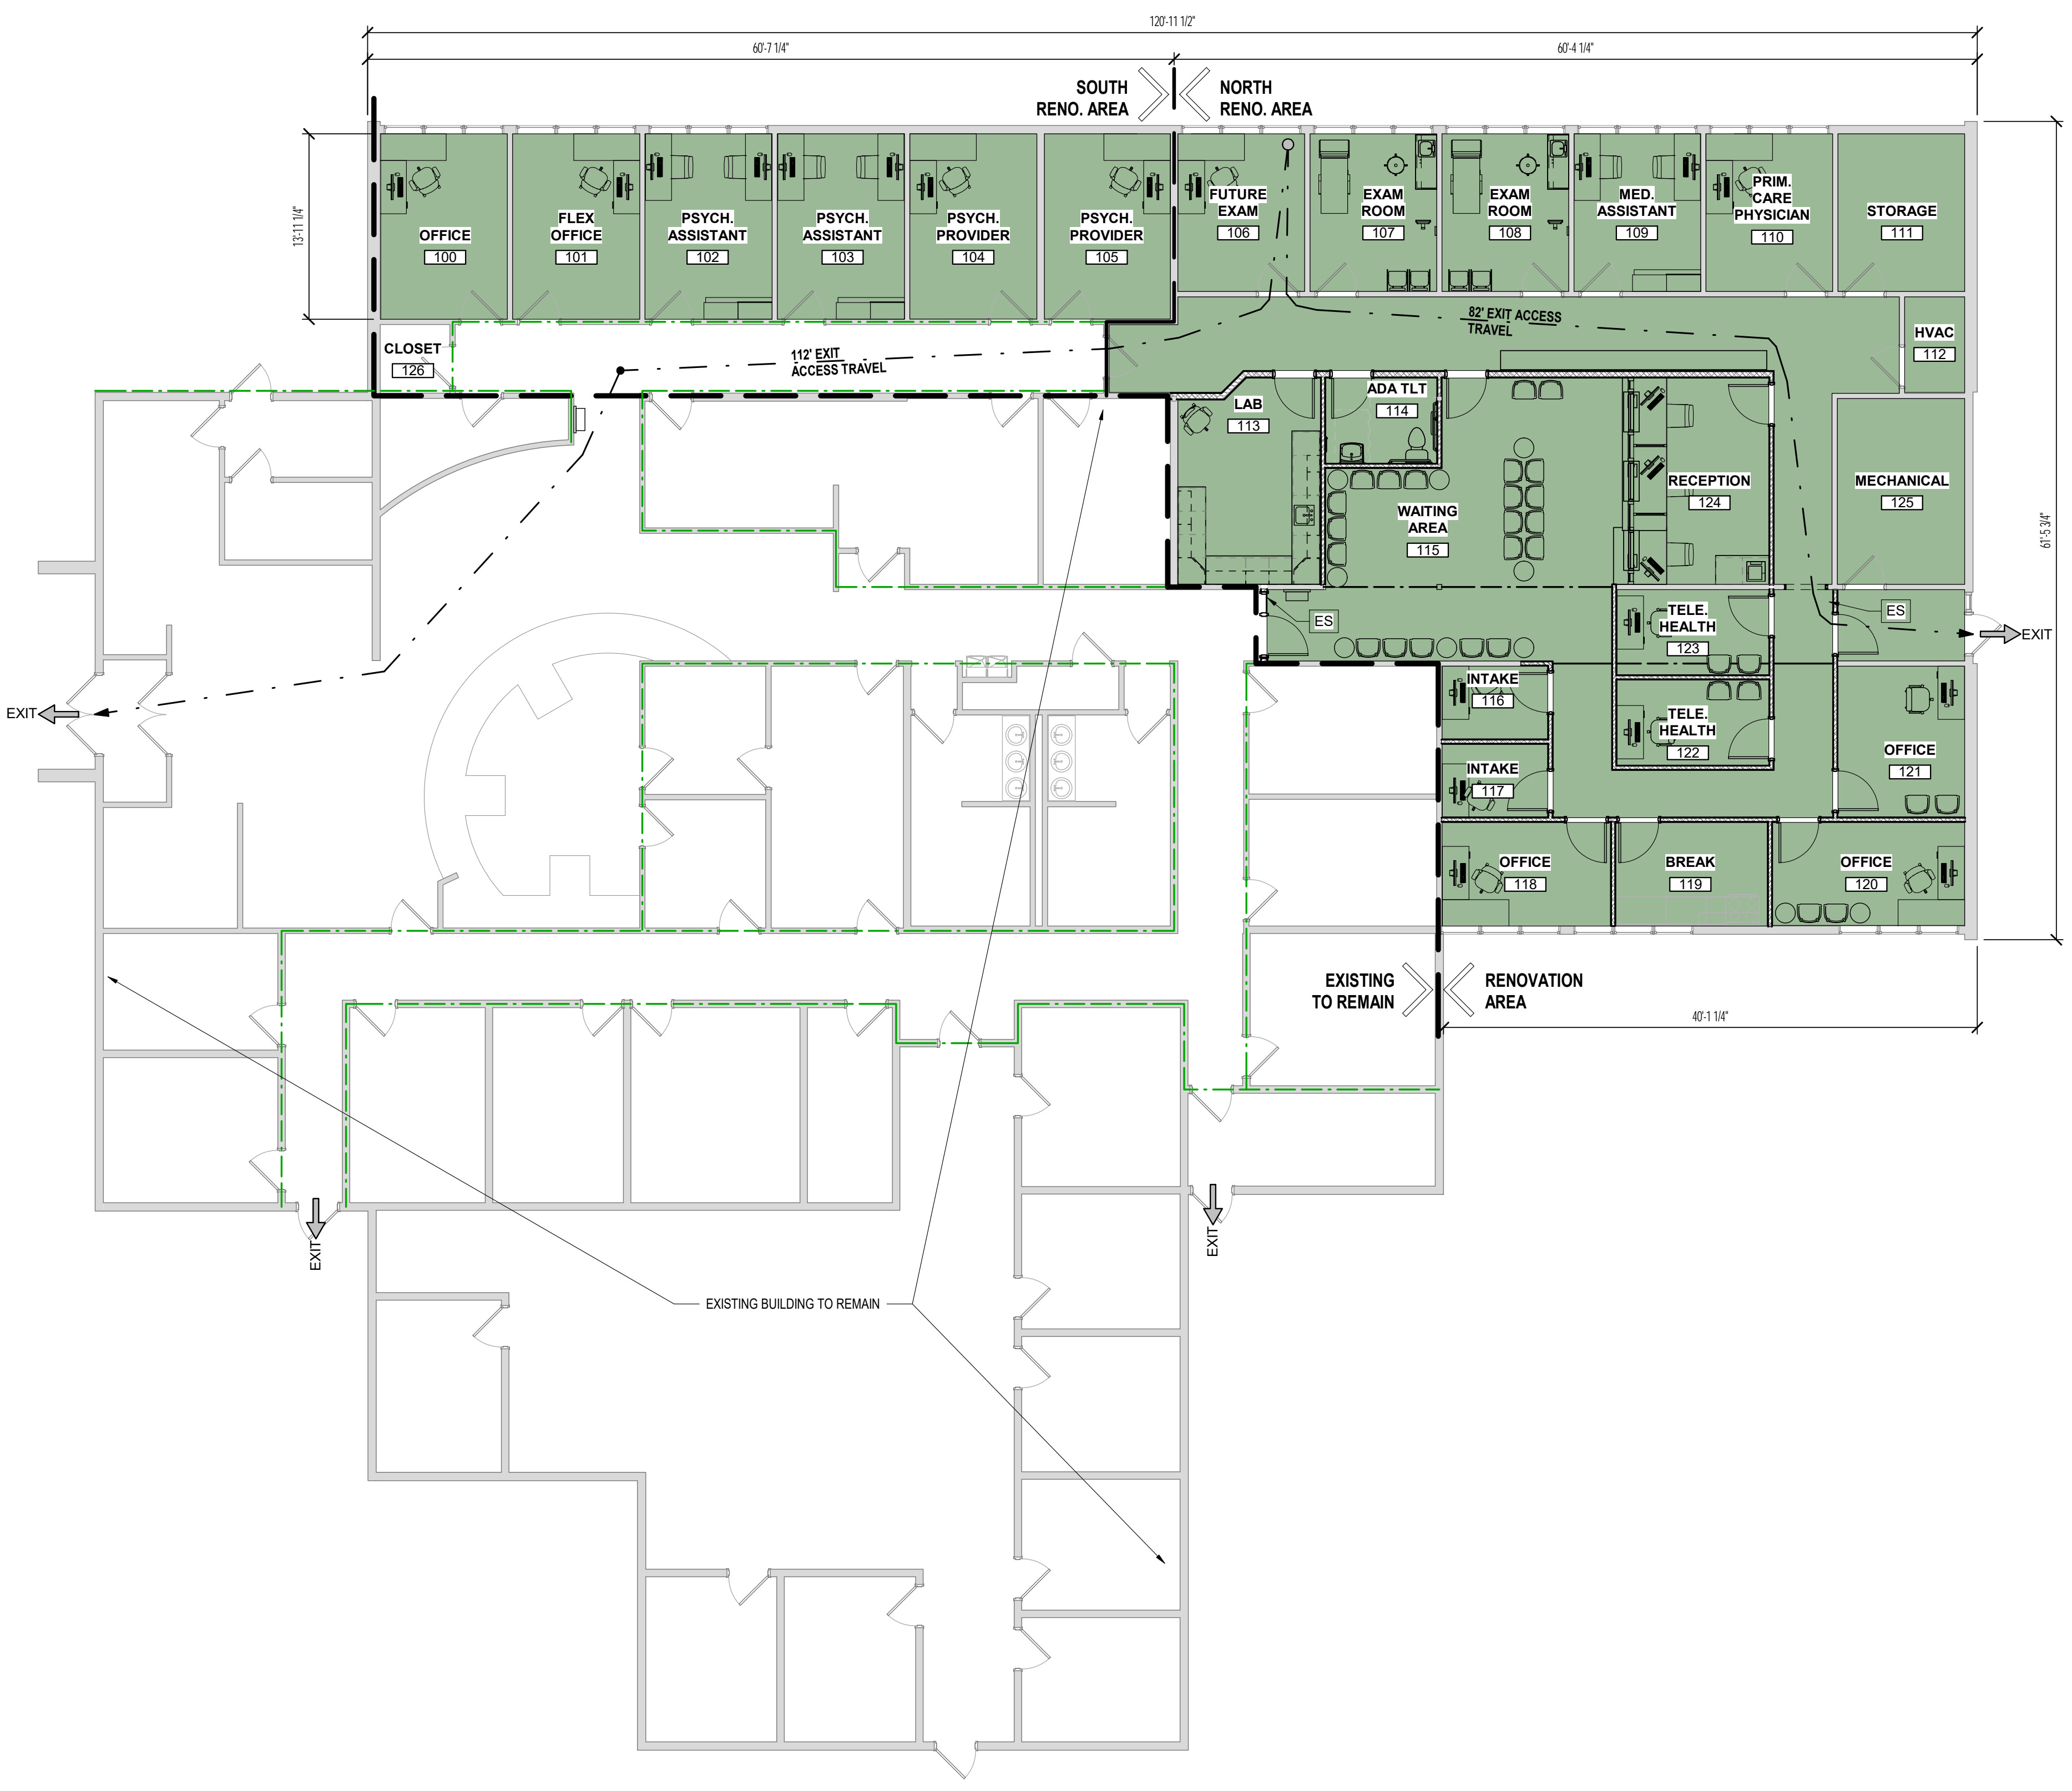 120'-11 1/2"
60'-7 1/4"
60'-4 1/4"
SOUTH
RENO. AREA
NORTH
RENO. AREA
13'-11 1/4"
61'-5 3/4"
OFFICE
100
FLEX
OFFICE
101
PSYCH.
ASSISTANT
102
PSYCH.
ASSISTANT
103
PSYCH.
PROVIDER
104
PSYCH.
PROVIDER
105
FUTURE
EXAM
106
EXAM
ROOM
107
EXAM
ROOM
108
MED.
ASSISTANT
109
PRIM.
CARE
PHYSICIAN
110
STORAGE
111
82' EXIT ACCESS
TRAVEL
HVAC
112
CLOSET
126
112' EXIT
ACCESS TRAVEL
LAB
113
ADA TLT
114
WAITING
AREA
115
RECEPTION
124
MECHANICAL
125
ES
ES
TELE.
HEALTH
123
EXIT
EXIT
INTAKE
116
TELE.
HEALTH
122
OFFICE
121
INTAKE
117
OFFICE
118
BREAK
119
OFFICE
120
EXISTING
TO REMAIN
RENOVATION
AREA
40'-1 1/4"
EXIT
EXIT
EXISTING BUILDING TO REMAIN